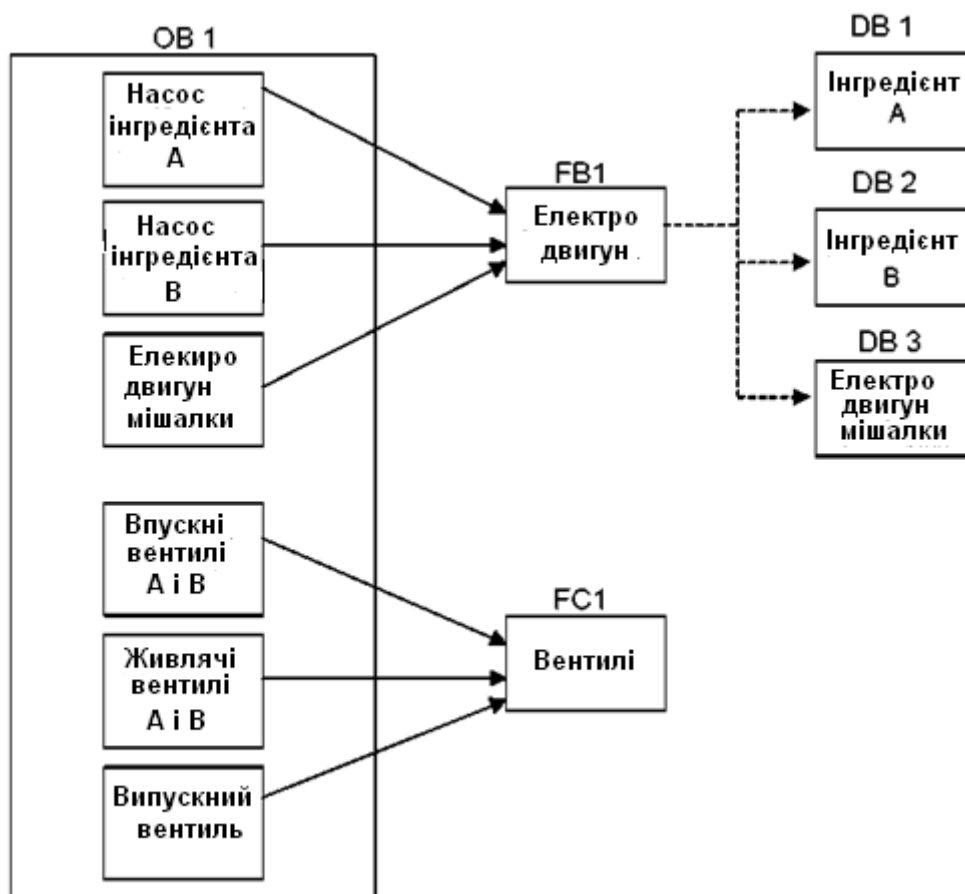 OB 1
Насос
інгредієнта
А
Насос
інгредієнта
В
Елекиро
двигун
мішалки
Впускні
вентилі
А і В
Живлячі
вентилі
А і В
Випускний
вентиль
FB1
Електро
двигун
FC1
Вентилі
DB 1
Інгредієнт
А
DB 2
Інгредієнт
В
DB 3
Електро
двигун
мішалки